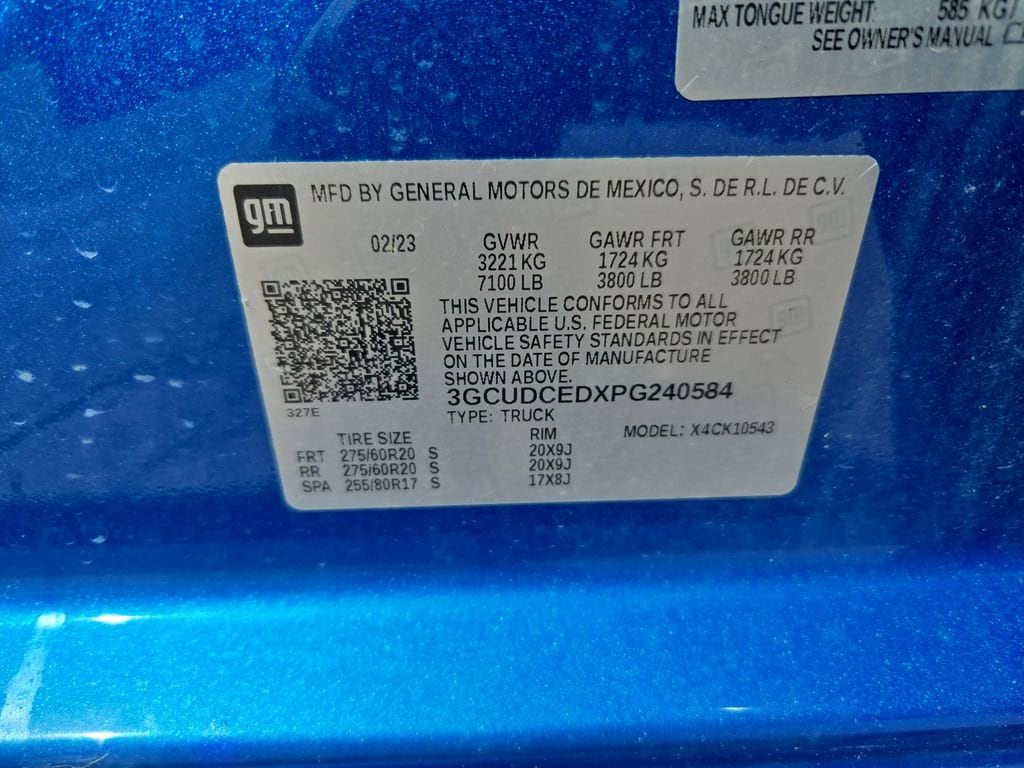 MAX TONGUE WEIGHT: 585 KG/
SEE OWNER'S MANUAL
gm
MFD BY GENERAL MOTORS DE MEXICO, S. DE R.L. DE C.V.
02/23 GVWR GAWR FRT GAWR RR
3221 KG 1724 KG 1724 KG
7100 LB 3800 LB 3800 LB
THIS VEHICLE CONFORMS TO ALL
APPLICABLE U.S. FEDERAL MOTOR
VEHICLE SAFETY STANDARDS IN EFFECT
ON THE DATE OF MANUFACTURE
SHOWN ABOVE.
3GCUDCEDXPG240584
327E
TYPE: TRUCK
TIRE SIZE RIM MODEL: X4CK10543
FRT 275/60R20 S 20X9J
RR 275/60R20 S 20X9J
SPA 255/80R17 S 17X8J